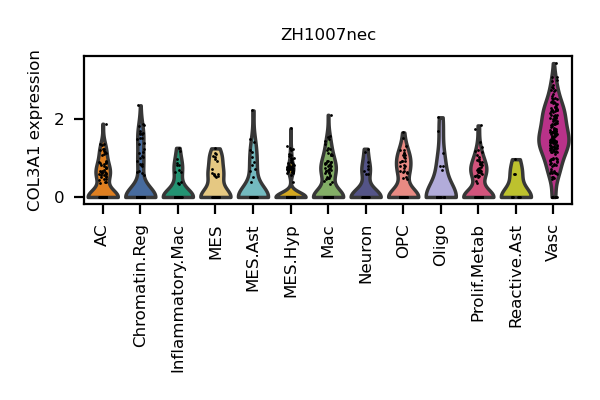 ZH1007nec
COL3A1 expression
2
0
AC
Chromatin.Reg
Inflammatory.Mac
MES
MES.Ast
MES.Hyp
Mac
Neuron
OPC
Oligo
Prolif.Metab
Reactive.Ast
Vasc